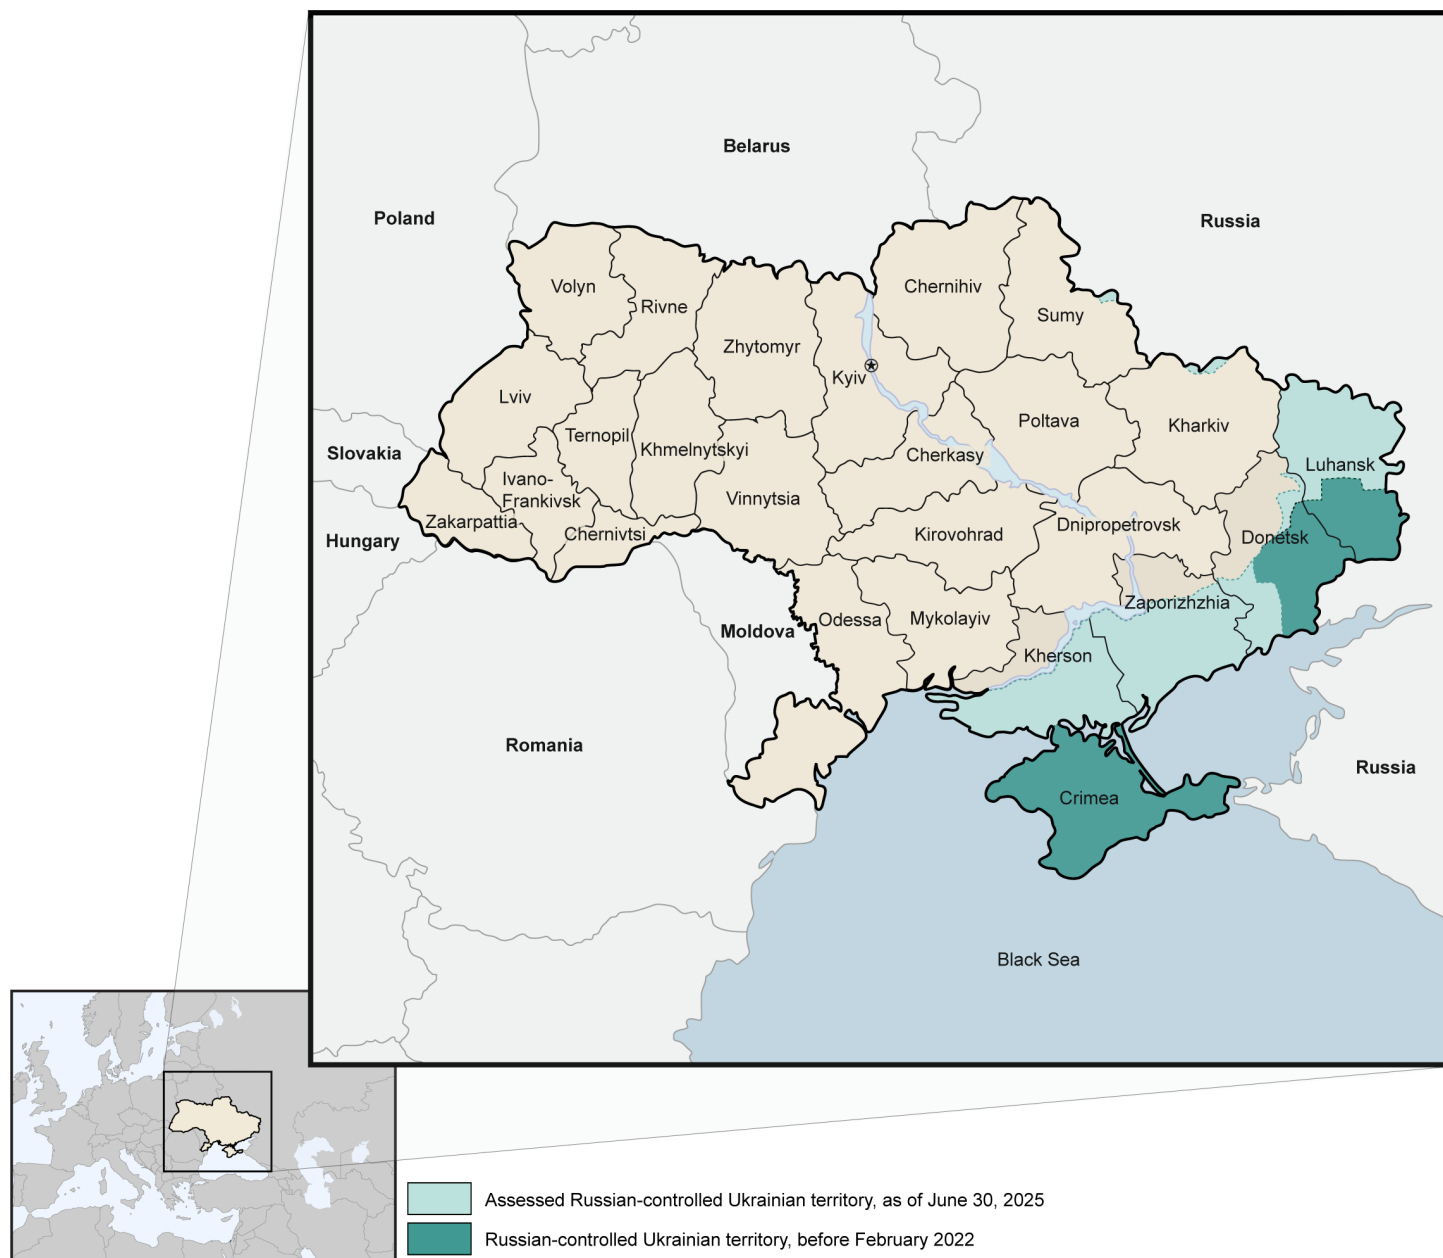 Belarus
Poland
Russia
Volyn
Rivne
Chernihiv
Sumy
Zhytomyr
Kyiv
Lviv
Ternopil
Khmelnytskyi
Poltava
Kharkiv
Cherkasy
Slovakia
Luhansk
Ivano-
Frankivsk
Vinnytsia
Zakarpattia
Chernivtsi
Hungary
Kirovohrad
Dnipropetrovsk
Donetsk
Zaporizhzhia
Moldova
Odessa
Mykolayiv
Kherson
Romania
Russia
Crimea
Black Sea
Assessed Russian-controlled Ukrainian territory, as of June 30, 2025
Russian-controlled Ukrainian territory, before February 2022